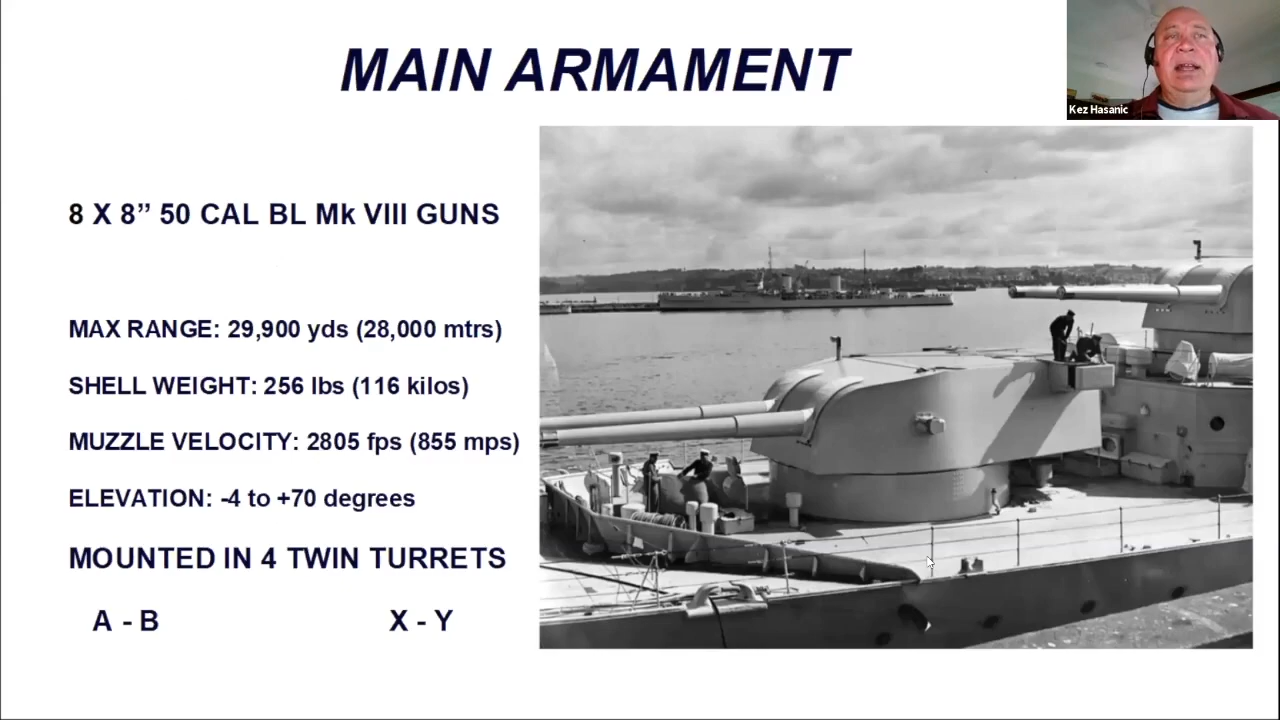 MAIN ARMAMENT
Kez Hasanic
8 X 8” 50 CAL BL Mk VIII GUNS
MAX RANGE: 29,900 yds (28,000 mtrs)
SHELL WEIGHT: 256 lbs (116 kilos)
MUZZLE VELOCITY: 2805 fps (855 mps)
ELEVATION: -4 to +70 degrees
MOUNTED IN 4 TWIN TURRETS
A - B X - Y